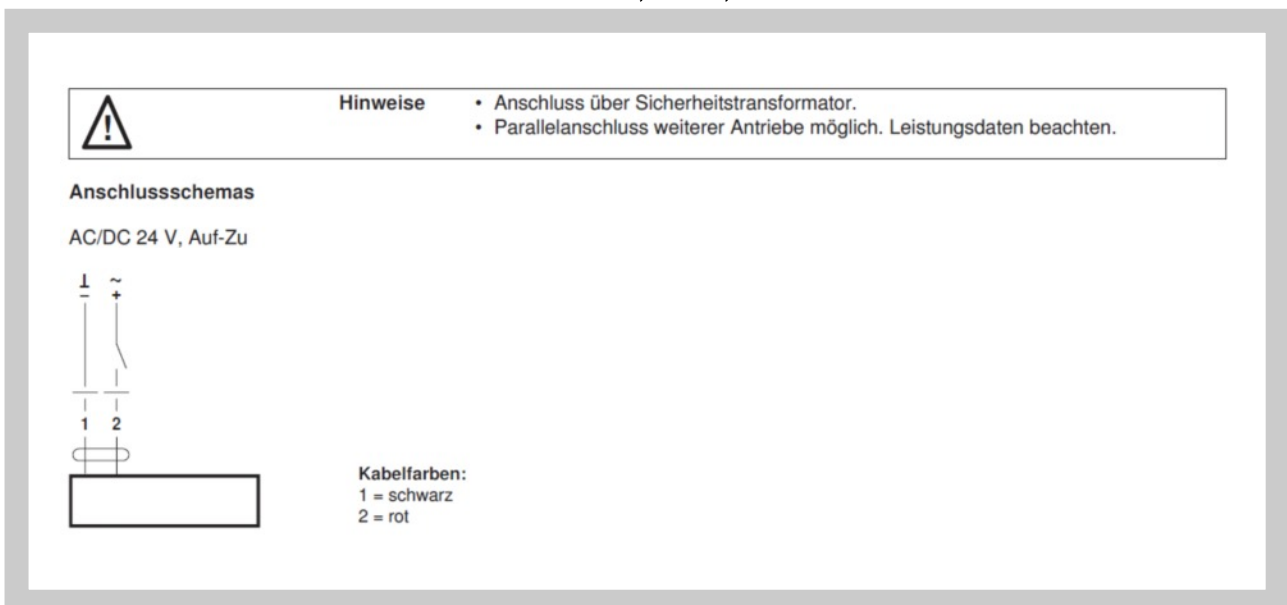 Hinweise • Anschluss über Sicherheitstransformator.
• Parallelanschluss weiterer Antriebe möglich. Leistungsdaten beachten.
Anschlussschemas
AC/DC 24 V, Auf-Zu
⊥ ~
– +
1 2
Kabelfarben:
1 = schwarz
2 = rot